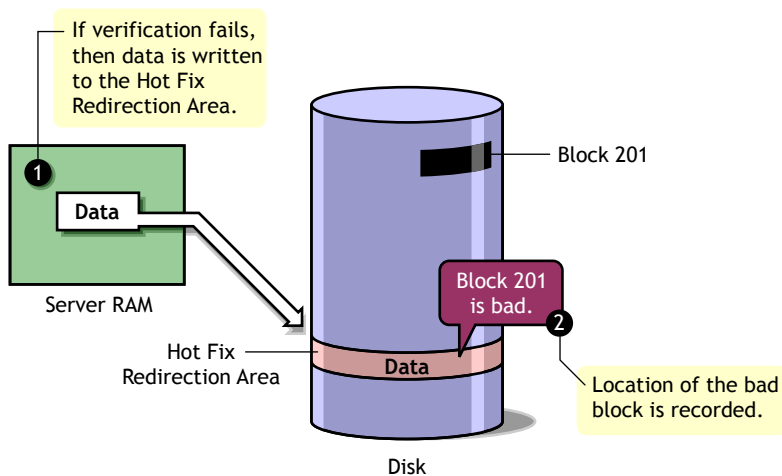 If verification fails,
then data is written
to the Hot Fix
Redirection Area.
1
Data
Server RAM
Block 201
Block 201
is bad.
2
Hot Fix
Redirection Area
Data
Location of the bad
block is recorded.
Disk